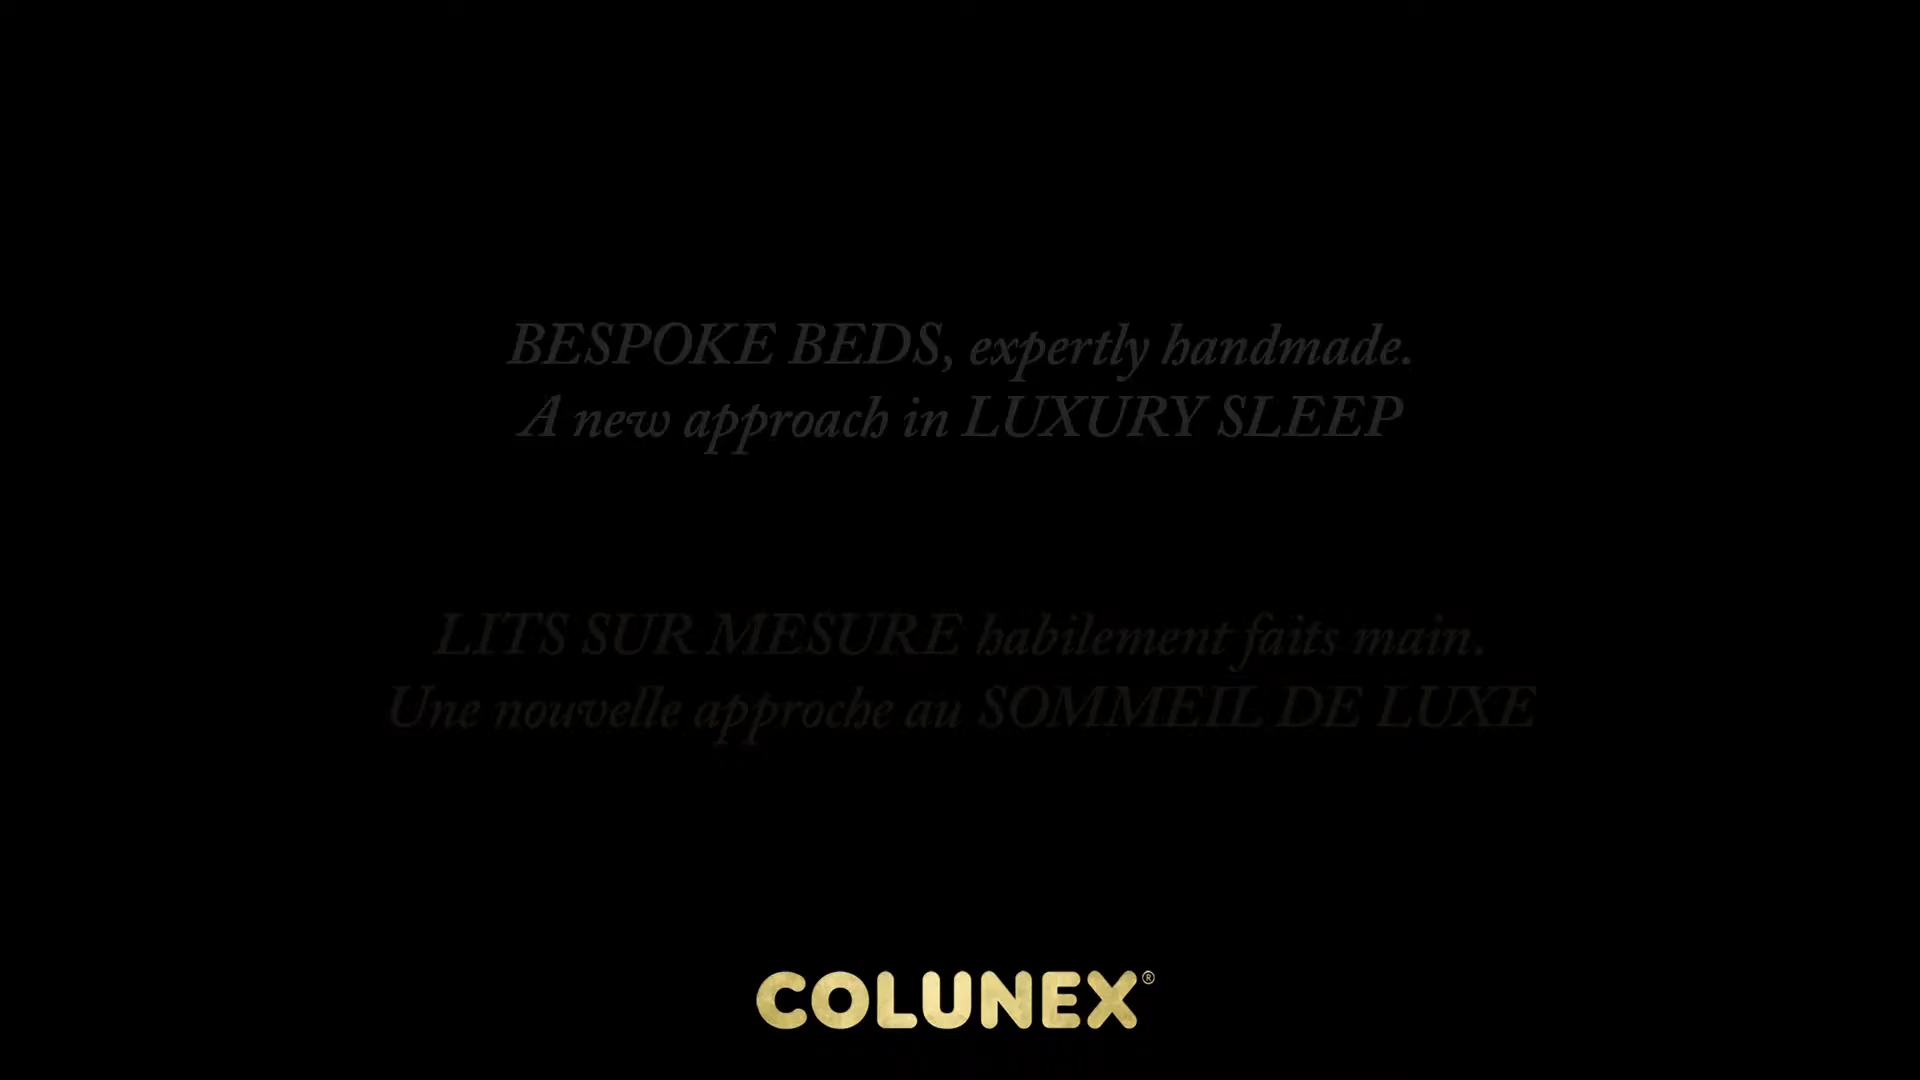 BESPOKE BEDS, expertly handmade.
A new approach in LUXURY SLEEP
LITS SUR MESURE habilement faits main.
Une nouvelle approche au SOMMEIL DE LUXE
COLUNEX®